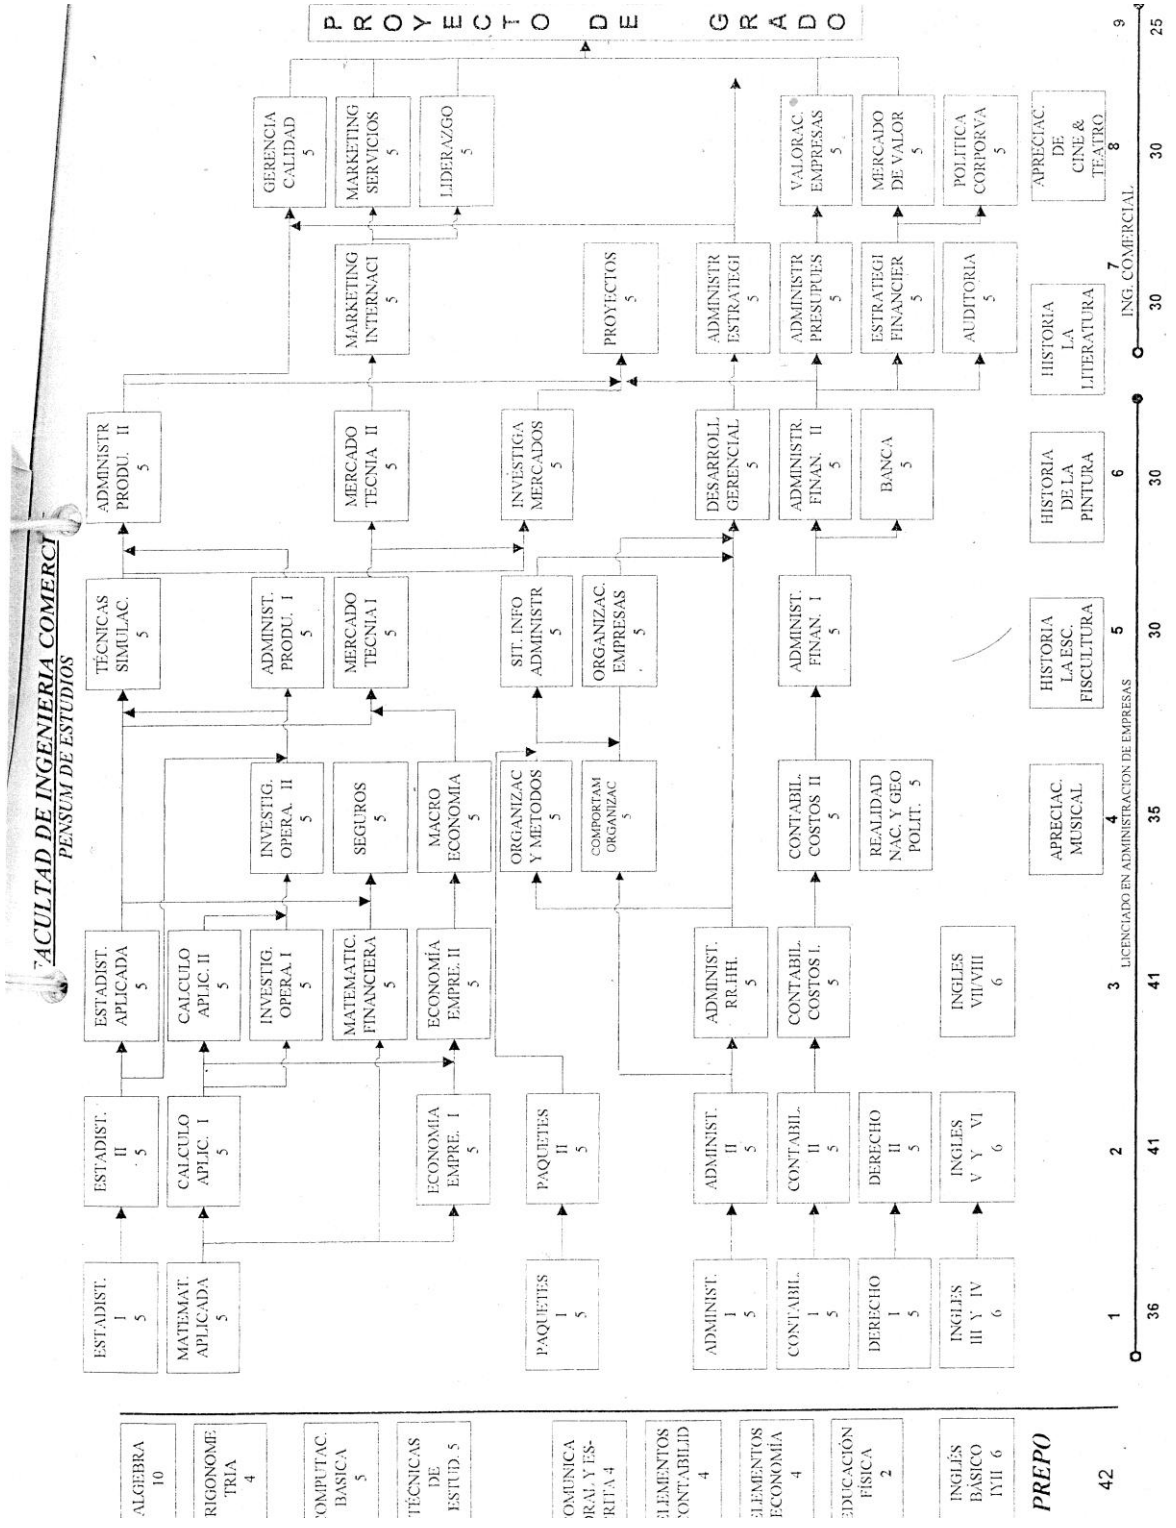 FACULTAD DE INGENIERIA COMERCI
PENSUM DE ESTUDIOS
ALGEBRA
10
RIGONOME
TRIA
4
OMPUTAC.
BASICA
5
TÉCNICAS
DE
ESTUD. 5
OMUNICA
ORAL Y ES-
RITA 4
ELEMENTOS
CONTABILID
4
ELEMENTOS
ECONOMÍA
4
EDUCACIÓN
FÍSICA
2
INGLÉS
BÁSICO
I YII 6
PREPO
42
ESTADIST.
I
5
MATEMAT.
APLICADA
5
PAQUETES
I
5
ADMINIST.
I
5
CONTABIL.
I
5
DERECHO
I
5
INGLES
III Y IV
6
1
36
ESTADIST.
II
5
CALCULO
APLIC. I
5
ECONOMIA
EMPRE. I
5
PAQUETES
II
5
ADMINIST.
II
5
CONTABIL.
II
5
DERECHO
II
5
INGLES
V Y VI
6
2
41
ESTADIST.
APLICADA
5
CALCULO
APLIC. II
5
INVESTIG.
OPERA. I
5
MATEMATIC.
FINANCIERA
5
ECONOMÍA
EMPRE. II
5
ADMINIST.
RR.HH.
5
CONTABIL.
COSTOS I.
5
INGLES
VII/VIII
6
3
41
INVESTIG.
OPERA. II
5
SEGUROS
5
MACRO
ECONOMIA
5
ORGANIZAC
Y METODOS
5
COMPORTAM
ORGANIZAC
5
CONTABIL.
COSTOS II
5
REALIDAD
NAC. Y GEO
POLIT. 5
APRECIAC.
MUSICAL
4
35
TÉCNICAS
SIMULAC.
5
ADMINIST.
PRODU. I
5
MERCADO
TECNIA I
5
SIT. INFO
ADMINISTR
5
ORGANIZAC.
EMPRESAS
5
ADMINIST.
FINAN. I
5
HISTORIA
LA ESC.
FISCULTURA
5
30
ADMINISTR
PRODU. II
5
MERCADO
TECNIA II
5
INVESTIGA
MERCADOS
5
DESARROLL
GERENCIAL
5
ADMINISTR.
FINAN. II
5
BANCA
5
HISTORIA
DE LA
PINTURA
6
30
LICENCIADO EN ADMINISTRACION DE EMPRESAS
MARKETING
INTERNACI
5
PROYECTOS
5
ADMINISTR
ESTRATEGI
5
ADMINISTR
PRESUPUES
5
ESTRATEGI
FINANCIER
5
AUDITORIA
5
HISTORIA
LA
LITERATURA
7
30
GERENCIA
CALIDAD
5
MARKETING
SERVICIOS
5
LIDERAZGO
5
VALORAC.
EMPRESAS
5
MERCADO
DE VALOR
5
POLITICA
CORPORVA
5
APRECIAC.
DE
CINE &
TEATRO
8
30
ING. COMERCIAL
PROYECTO DE GRADO
9
25